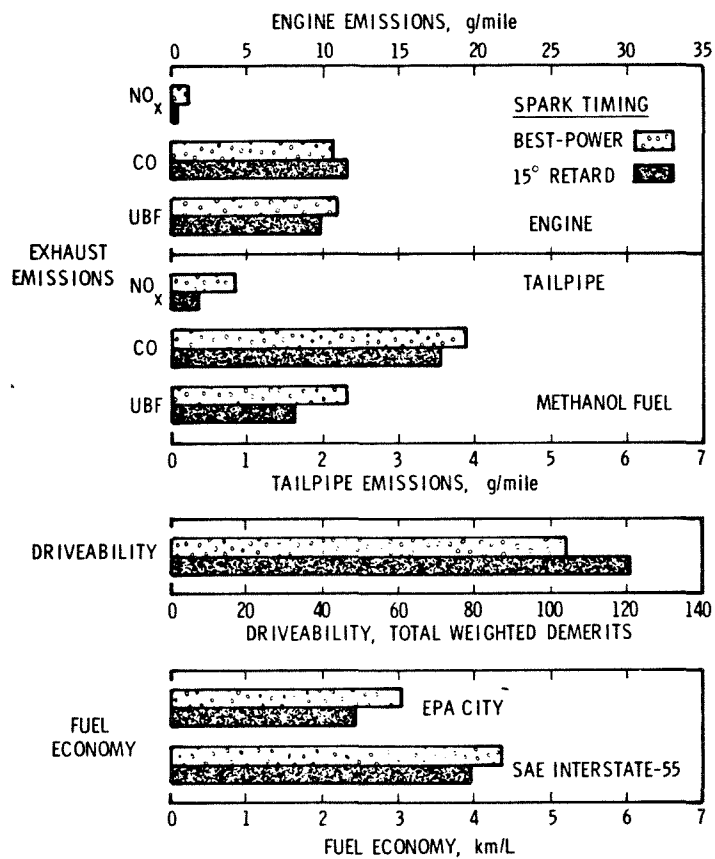 ENGINE EMISSIONS, g/mile
0 5 10 15 20 25 30 35
NOx
SPARK TIMING
BEST-POWER
CO
15° RETARD
UBF
ENGINE
EXHAUST
EMISSIONS
NOx
TAILPIPE
CO
UBF
METHANOL FUEL
0 1 2 3 4 5 6 7
TAILPIPE EMISSIONS, g/mile
DRIVEABILITY
0 20 40 60 80 100 120 140
DRIVEABILITY, TOTAL WEIGHTED DEMERITS
EPA CITY
FUEL
ECONOMY
SAE INTERSTATE-55
0 1 2 3 4 5 6 7
FUEL ECONOMY, km/L